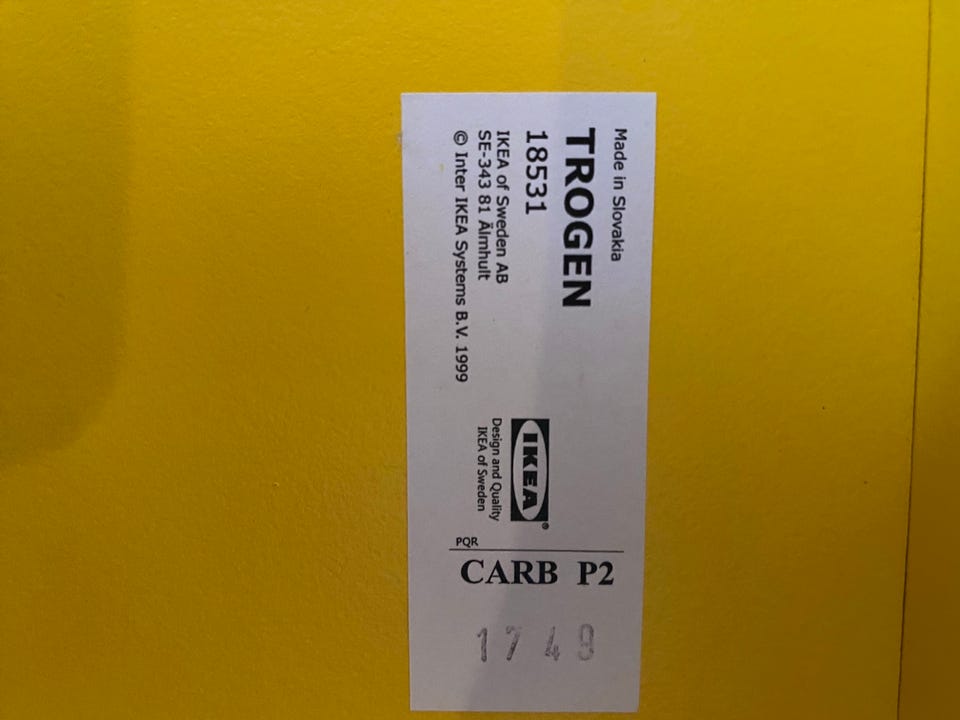 Made in Slovakia
TROGEN
18531
IKEA of Sweden AB
SE-343 81 Älmhult
© Inter IKEA Systems B.V. 1999
IKEA®
Design and Quality
IKEA of Sweden
PQR
CARB P2